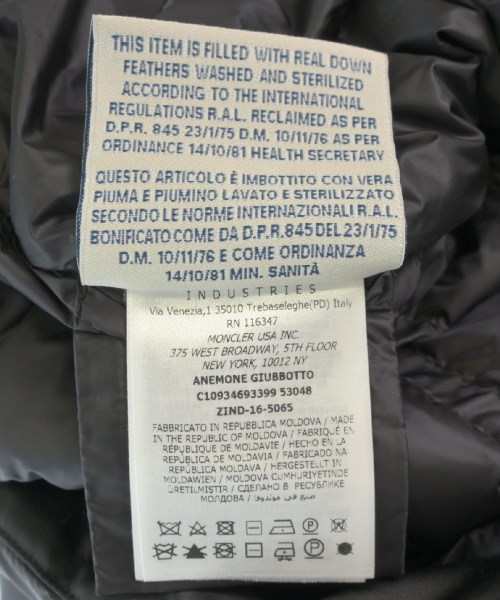 THIS ITEM IS FILLED WITH REAL DOWN
FEATHERS WASHED AND STERILIZED
ACCORDING TO THE INTERNATIONAL
REGULATIONS R.A.L. RECLAIMED AS PER
D.P.R. 845 23/1/75 D.M. 10/11/76 AS PER
ORDINANCE 14/10/81 HEALTH SECRETARY
QUESTO ARTICOLO È IMBOTTITO CON VERA
PIUMA E PIUMINO LAVATO E STERILIZZATO
SECONDO LE NORME INTERNAZIONALI R.A.L.
BONIFICATO COME DA D.P.R. 845 DEL 23/1/75
D.M. 10/11/76 E COME ORDINANZA
14/10/81 MIN. SANITÀ
INDUSTRIES
Via Venezia,1 35010 Trebaseleghe(PD) Italy
RN 116347
MONCLER USA INC.
375 WEST BROADWAY, 5TH FLOOR
NEW YORK, 10012 NY
ANEMONE GIUBBOTTO
C10934693399 53048
ZIND-16-5065
FABBRICATO IN REPUBBLICA MOLDOVA / MADE
IN THE REPUBLIC OF MOLDOVA / FABRIQUÉ EN
RÉPUBLIQUE DE MOLDAVIE / HECHO EN LA
REPÚBLICA DE MOLDAVIA / FABRICADO NA
REPÚBLICA MOLDAVA / HERGESTELLT IN
MOLDAWIEN / MOLDOVA CUMHURIYETINDE
ÜRETILMIŞTIR / СДЕЛАНО В РЕСПУБЛИКЕ
МОЛДОВА / صنع في مولدوفا